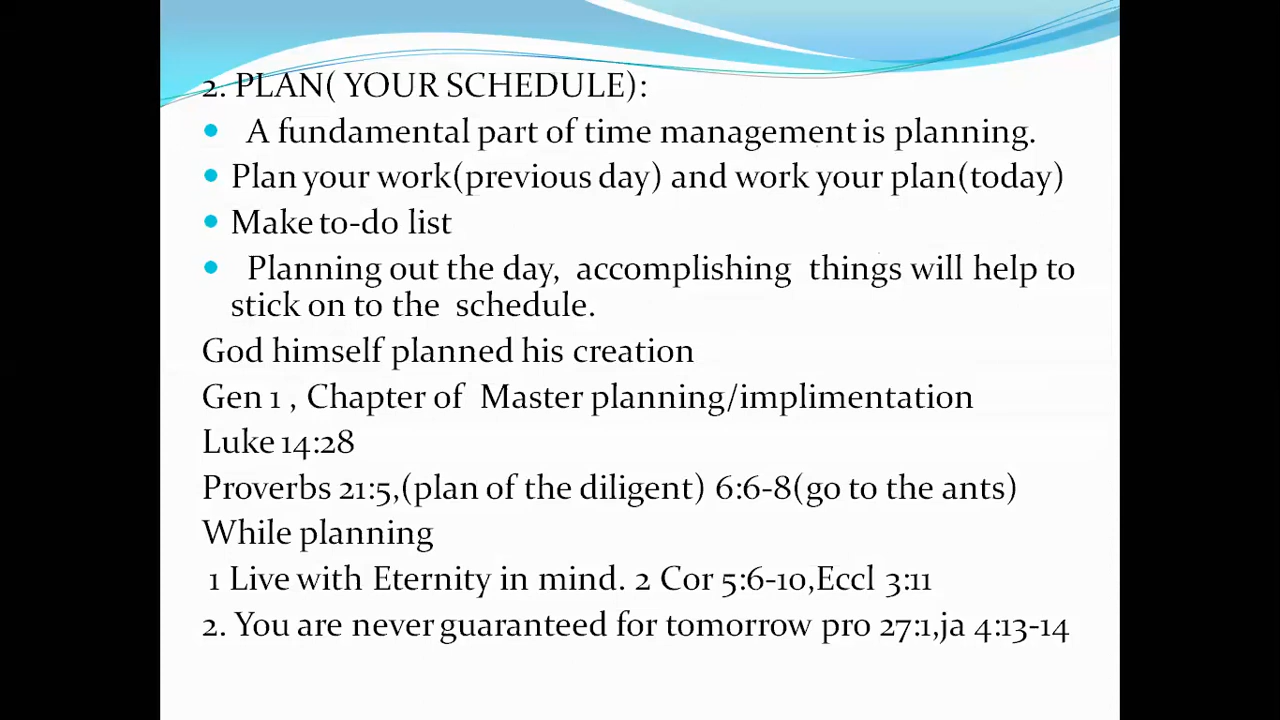 2. PLAN( YOUR SCHEDULE):
• A fundamental part of time management is planning.
• Plan your work(previous day) and work your plan(today)
• Make to-do list
• Planning out the day, accomplishing things will help to
stick on to the schedule.
God himself planned his creation
Gen 1 , Chapter of Master planning/implimentation
Luke 14:28
Proverbs 21:5,(plan of the diligent) 6:6-8(go to the ants)
While planning
1 Live with Eternity in mind. 2 Cor 5:6-10,Eccl 3:11
2. You are never guaranteed for tomorrow pro 27:1,ja 4:13-14